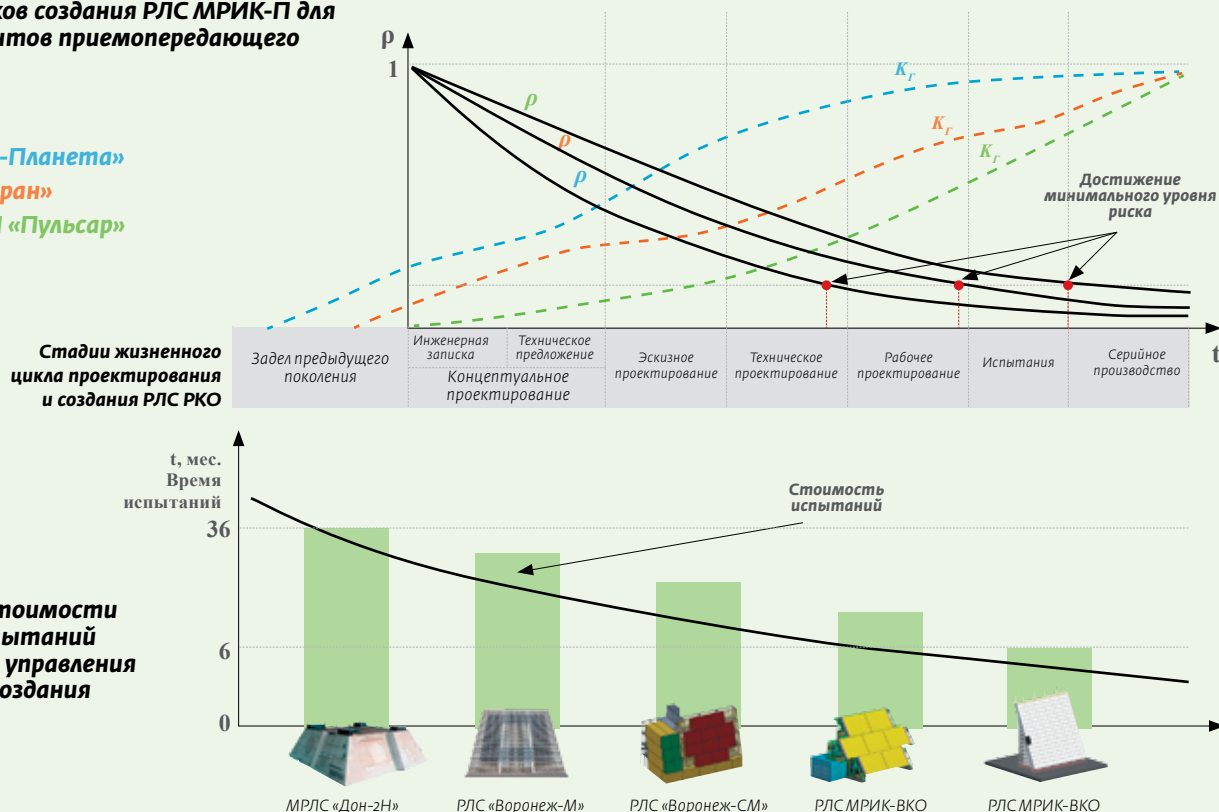 ков создания РЛС МРИК-П для
нтов приемопередающего
-Планета»
ран»
«Пульсар»
ρ
1
ρ
ρ
ρ
Kг
Kг
Kг
Достижение
минимального уровня
риска
t
Стадии жизненного
цикла проектирования
и создания РЛС РКО
Задел предыдущего
поколения
Инженерная
записка
Техническое
предложение
Концептуальное
проектирование
Эскизное
проектирование
Техническое
проектирование
Рабочее
проектирование
Испытания
Серийное
производство
t, мес.
Время
испытаний
36
6
0
Стоимость
испытаний
тоимости
пытаний
управления
оздания
МРЛС «Дон-2Н»
РЛС «Воронеж-М»
РЛС «Воронеж-СМ»
РЛС МРИК-ВКО
РЛС МРИК-ВКО